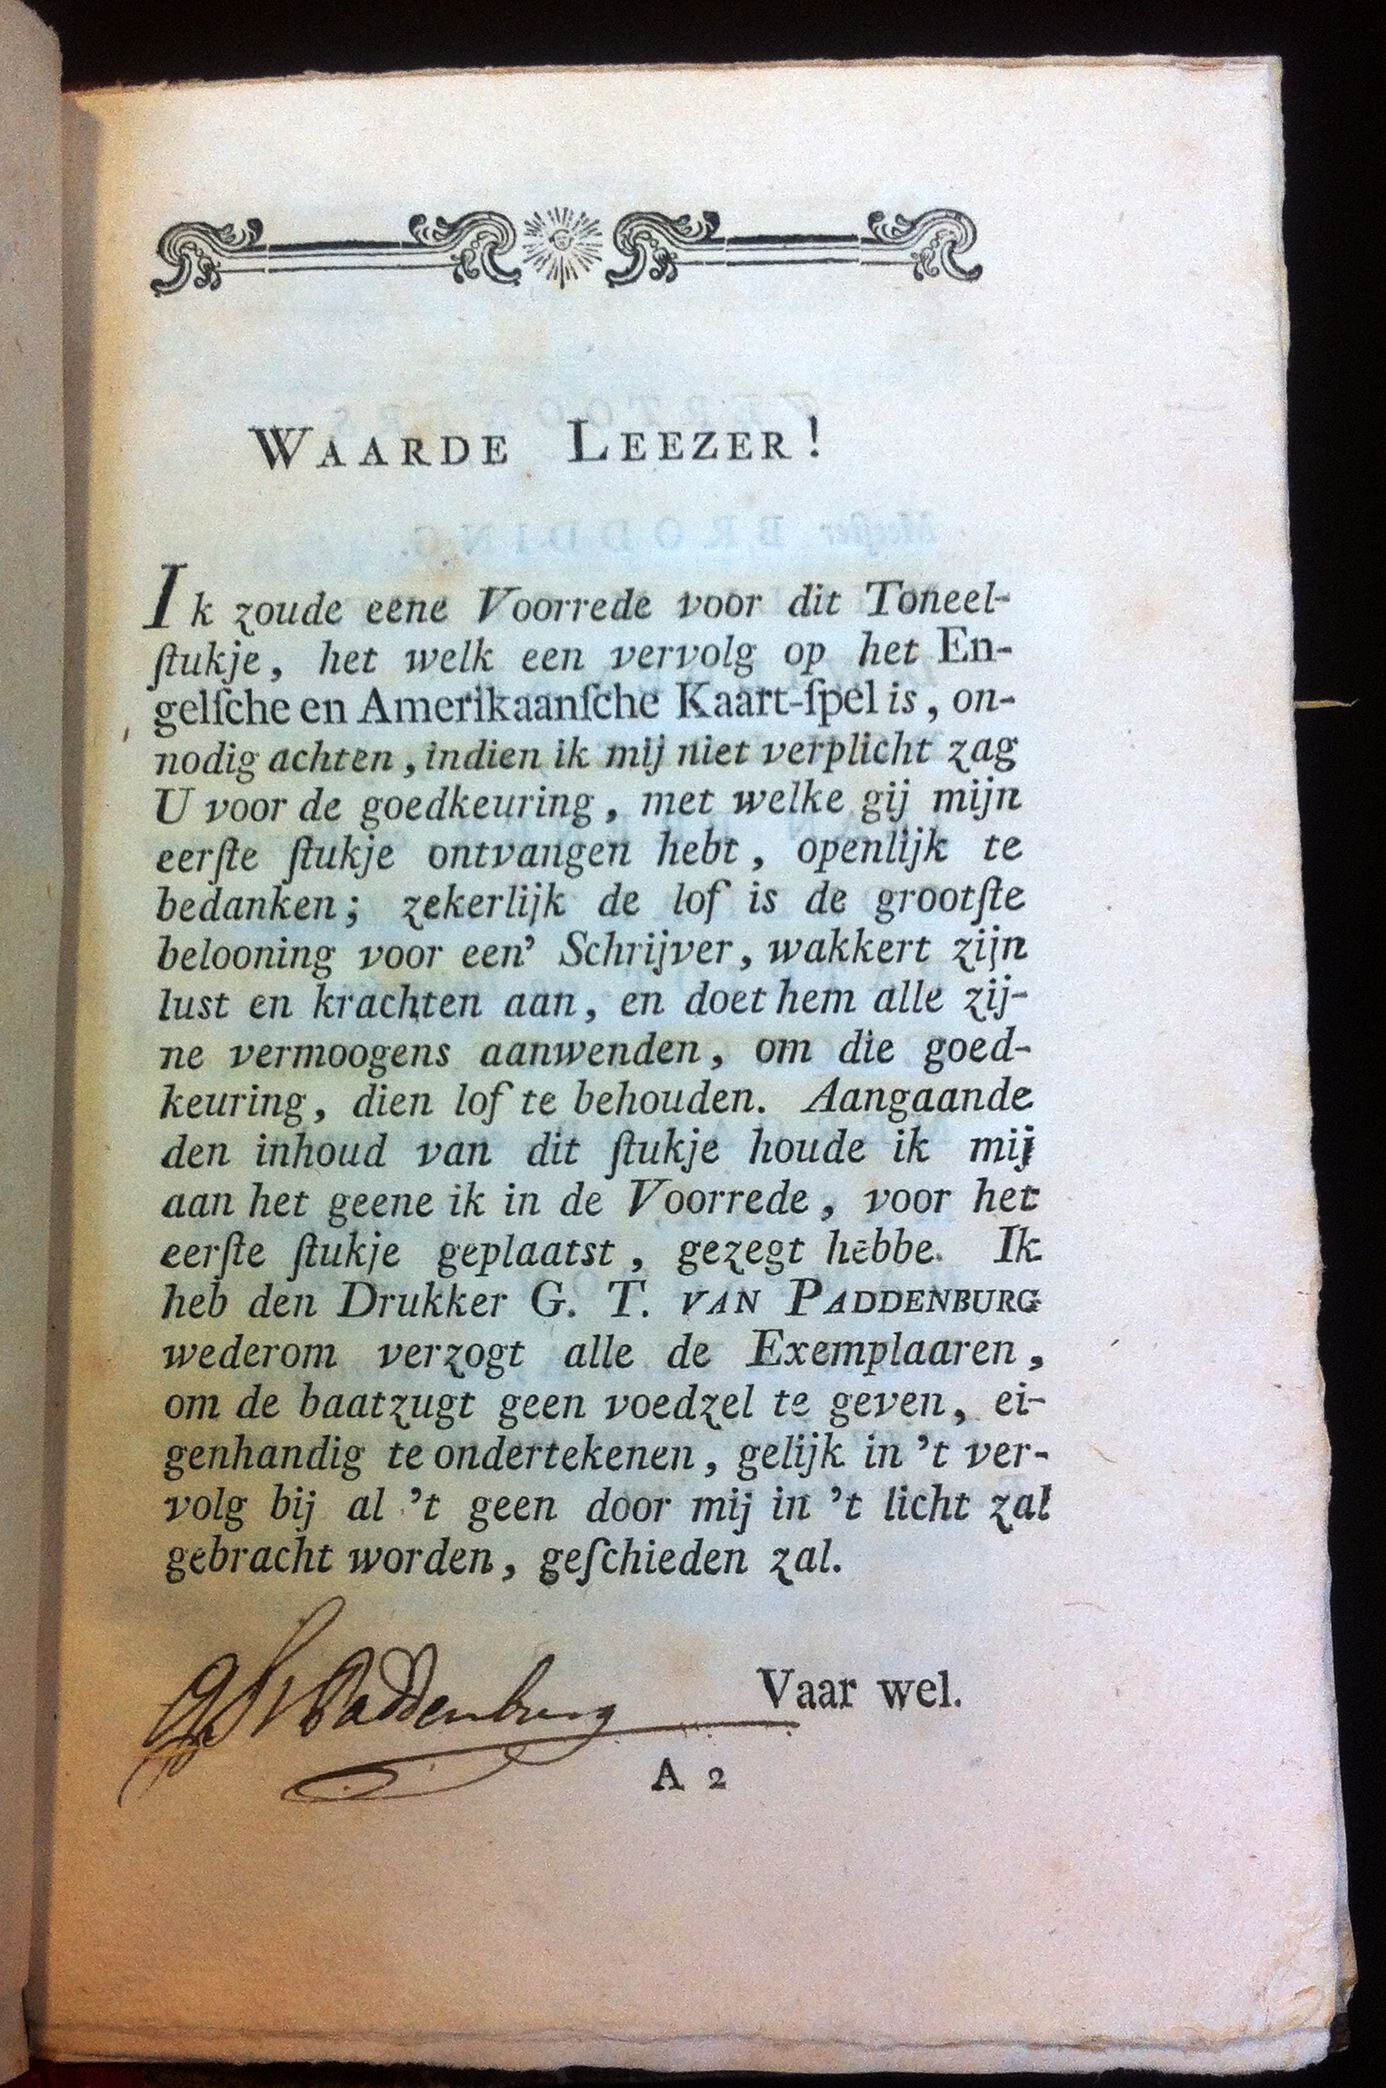 WAARDE LEEZER!
Ik zoude eene Voorrede voor dit Toneel-
ſtukje, het welk een vervolg op het En-
gelſche en Amerikaanſche Kaart-ſpel is, on-
nodig achten, indien ik mij niet verplicht zag
U voor de goedkeuring, met welke gij mijn
eerſte ſtukje ontvangen hebt, openlijk te
bedanken; zekerlijk de lof is de grootſte
belooning voor een' Schrijver, wakkert zijn
lust en krachten aan, en doet hem alle zij-
ne vermoogens aanwenden, om die goed-
keuring, dien lof te behouden. Aangaande
den inhoud van dit ſtukje houde ik mij
aan het geene ik in de Voorrede, voor het
eerſte ſtukje geplaatst, gezegt hebbe. Ik
heb den Drukker G. T. VAN PADDENBURG
wederom verzogt alle de Exemplaaren,
om de baatzugt geen voedzel te geven, ei-
genhandig te ondertekenen, gelijk in 't ver-
volg bij al 't geen door mij in 't licht zal
gebracht worden, geſchieden zal.
GTvPaddenburg
Vaar wel.
A 2